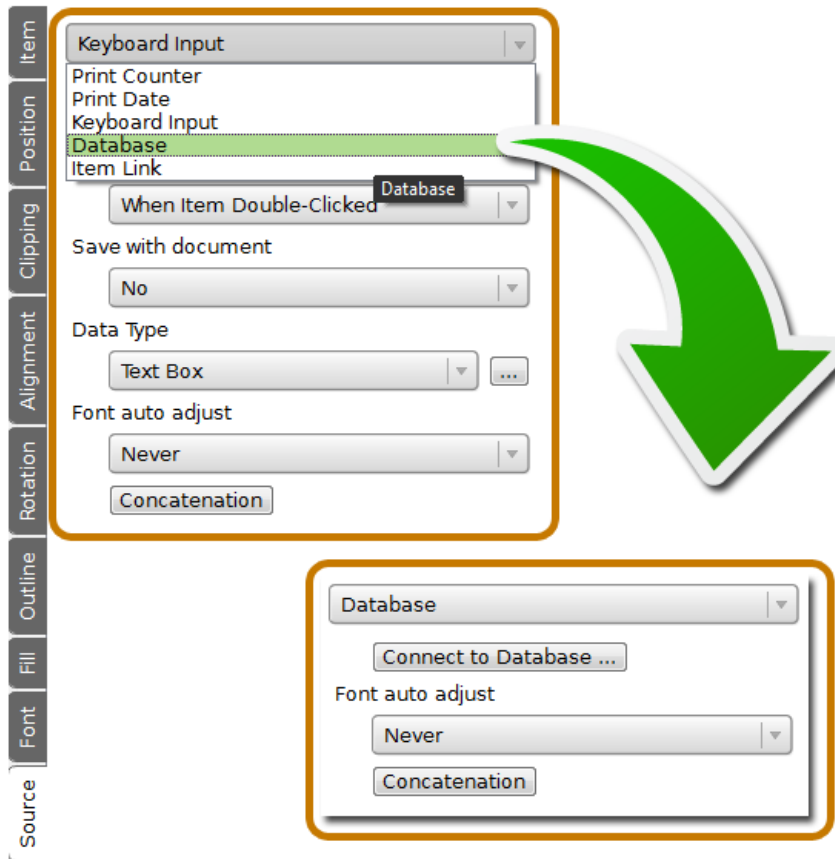 Item
Position
Clipping
Alignment
Rotation
Outline
Fill
Font
Source
Keyboard Input
Print Counter
Print Date
Keyboard Input
Database
Item Link
Database
When Item Double-Clicked
Save with document
No
Data Type
Text Box
...
Font auto adjust
Never
Concatenation
Database
Connect to Database ...
Font auto adjust
Never
Concatenation